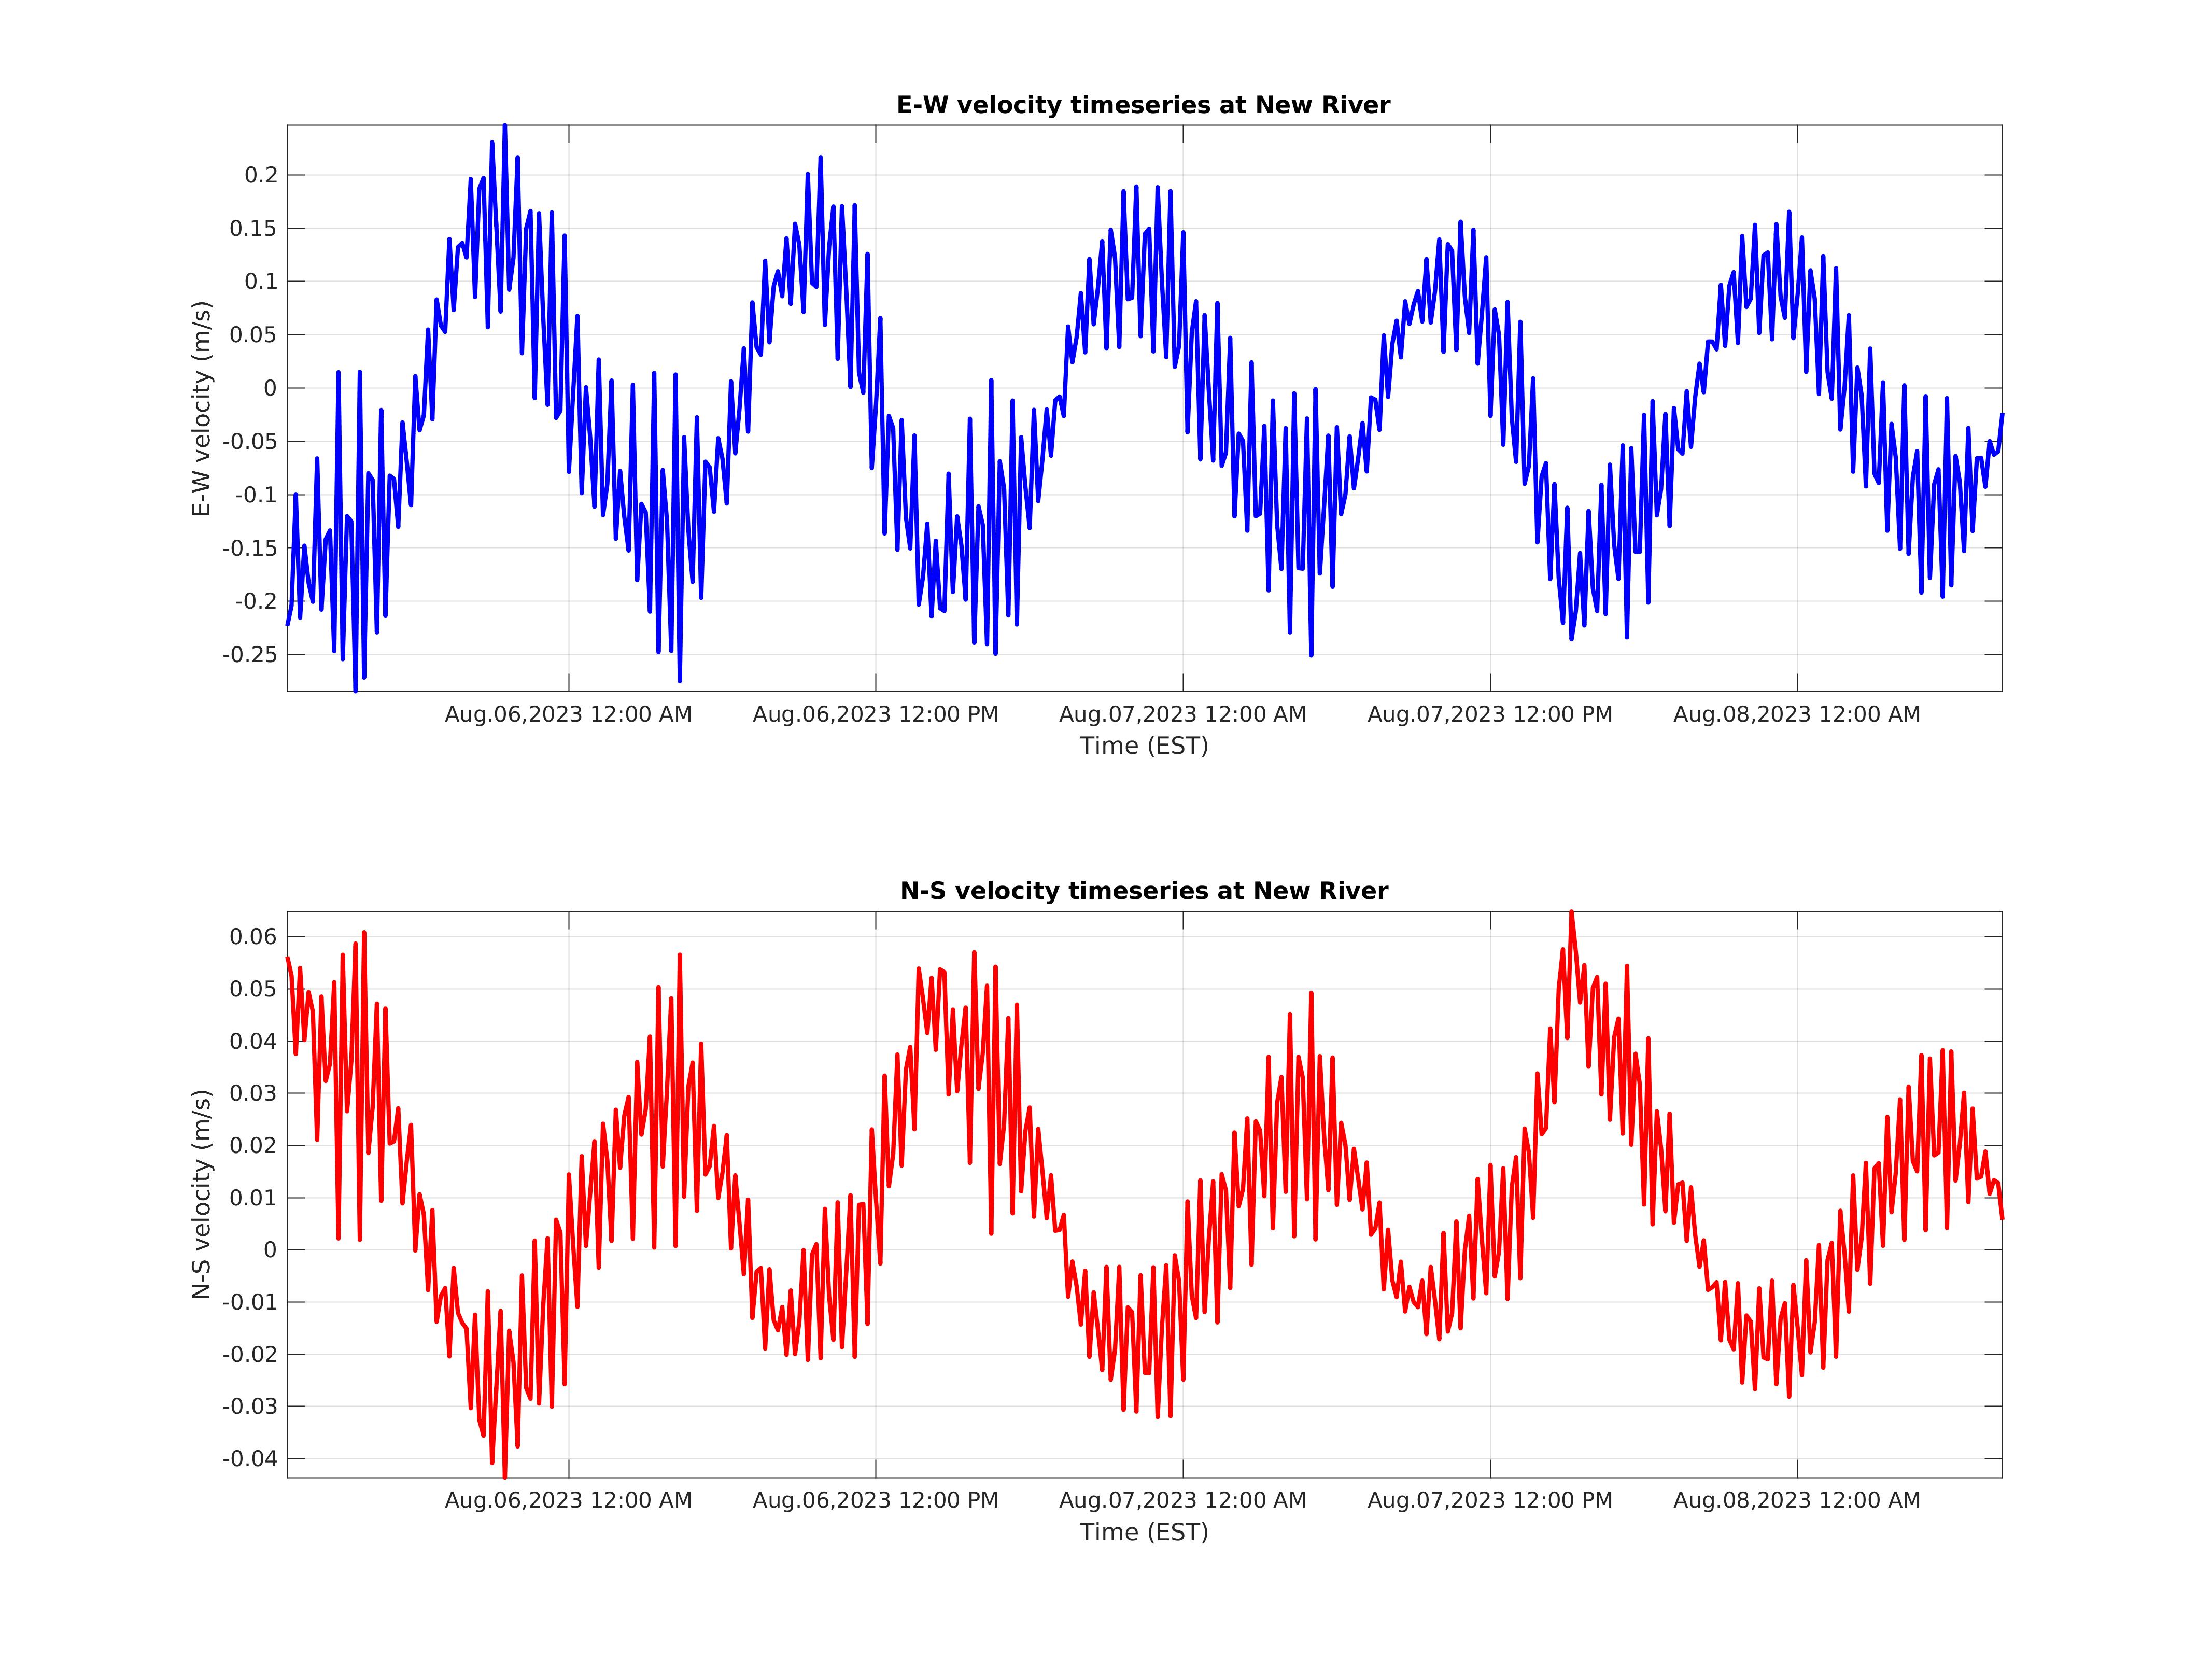 E-W velocity timeseries at New River
E-W velocity (m/s)
0.2
0.15
0.1
0.05
0
-0.05
-0.1
-0.15
-0.2
-0.25
Aug.06,2023 12:00 AM
Aug.06,2023 12:00 PM
Aug.07,2023 12:00 AM
Aug.07,2023 12:00 PM
Aug.08,2023 12:00 AM
Time (EST)
N-S velocity timeseries at New River
N-S velocity (m/s)
0.06
0.05
0.04
0.03
0.02
0.01
0
-0.01
-0.02
-0.03
-0.04
Aug.06,2023 12:00 AM
Aug.06,2023 12:00 PM
Aug.07,2023 12:00 AM
Aug.07,2023 12:00 PM
Aug.08,2023 12:00 AM
Time (EST)